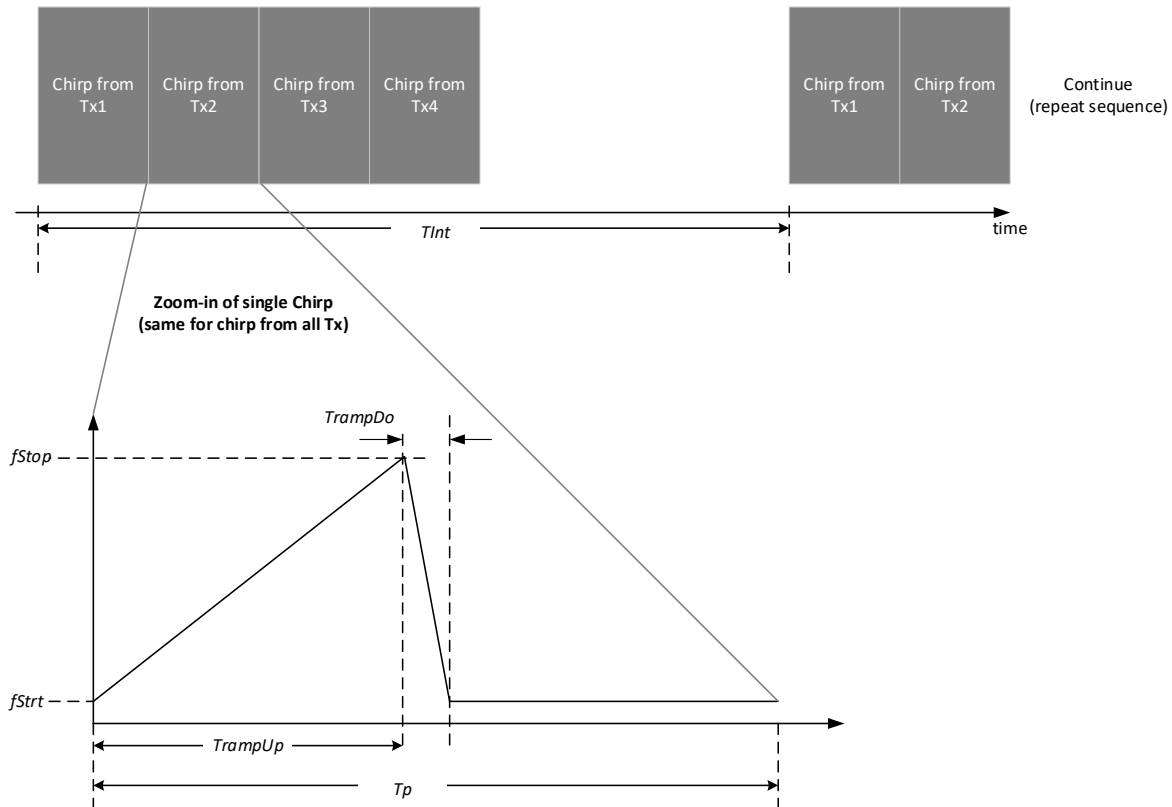 Chirp from
Tx1
Chirp from
Tx2
Chirp from
Tx3
Chirp from
Tx4
Chirp from
Tx1
Chirp from
Tx2
Continue
(repeat sequence)
TInt
time
Zoom-in of single Chirp
(same for chirp from all Tx)
TrampDo
fStop
fStrt
TrampUp
Tp